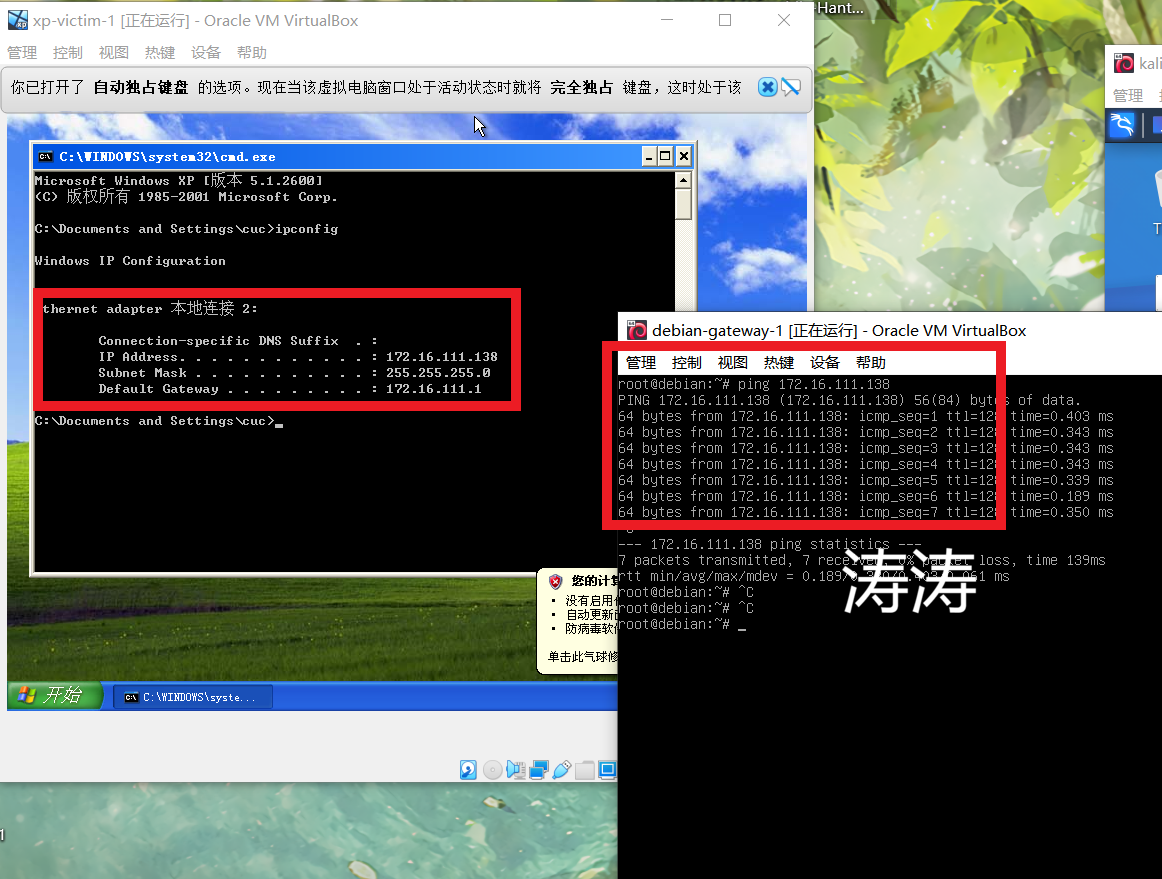 xp-victim-1 [正在运行] - Oracle VM VirtualBox
管理 控制 视图 热键 设备 帮助
你已打开了 自动独占键盘 的选项。现在当该虚拟电脑窗口处于活动状态时就将 完全独占 键盘，这时处于该
C:\WINDOWS\system32\cmd.exe
Microsoft Windows XP [版本 5.1.2600]
(C) 版权所有 1985-2001 Microsoft Corp.
C:\Documents and Settings\cuc>ipconfig
Windows IP Configuration
thernet adapter 本地连接 2:
Connection-specific DNS Suffix . :
IP Address. . . . . . . . . . . . : 172.16.111.138
Subnet Mask . . . . . . . . . . . : 255.255.255.0
Default Gateway . . . . . . . . . : 172.16.111.1
C:\Documents and Settings\cuc>
您的计算
• 没有启用
• 自动更新
• 防病毒软件
单击此气球修
开始
C:\WINDOWS\syste...
Hant...
kali
管理
debian-gateway-1 [正在运行] - Oracle VM VirtualBox
管理 控制 视图 热键 设备 帮助
root@debian:~# ping 172.16.111.138
PING 172.16.111.138 (172.16.111.138) 56(84) bytes of data.
64 bytes from 172.16.111.138: icmp_seq=1 ttl=128 time=0.403 ms
64 bytes from 172.16.111.138: icmp_seq=2 ttl=128 time=0.343 ms
64 bytes from 172.16.111.138: icmp_seq=3 ttl=128 time=0.343 ms
64 bytes from 172.16.111.138: icmp_seq=4 ttl=128 time=0.343 ms
64 bytes from 172.16.111.138: icmp_seq=5 ttl=128 time=0.339 ms
64 bytes from 172.16.111.138: icmp_seq=6 ttl=128 time=0.189 ms
64 bytes from 172.16.111.138: icmp_seq=7 ttl=128 time=0.350 ms
--- 172.16.111.138 ping statistics ---
7 packets transmitted, 7 received, 0% packet loss, time 139ms
rtt min/avg/max/mdev = 0.189/ ms
root@debian:~# ^C
root@debian:~# ^C
root@debian:~# _
涛涛